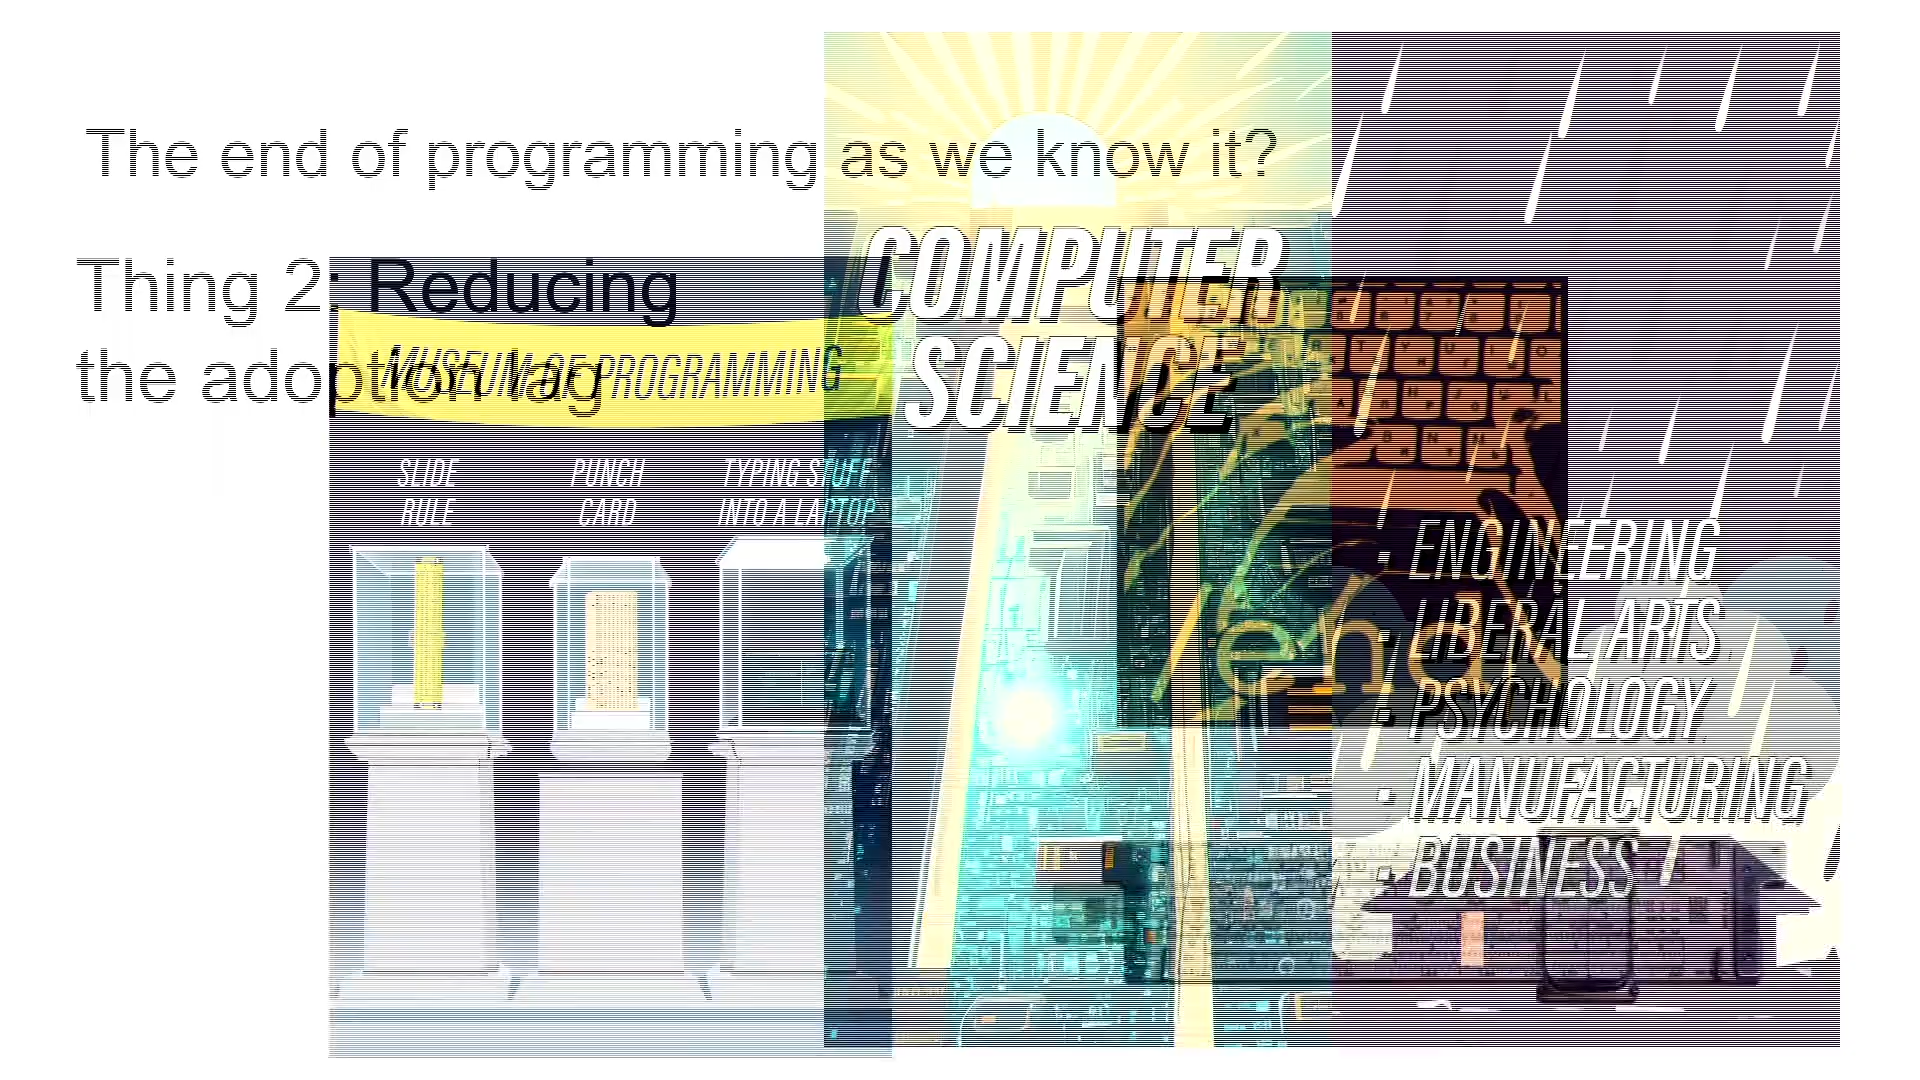 The end of programming as we know it?
Thing 2: Reducing
the adoption lag
MUSEUM OF PROGRAMMING
SLIDE
RULE
PUNCH
CARD
TYPING STUFF
INTO A LAPTOP
COMPUTER
SCIENCE
end
- ENGINEERING
- LIBERAL ARTS
- PSYCHOLOGY
- MANUFACTURING
- BUSINESS